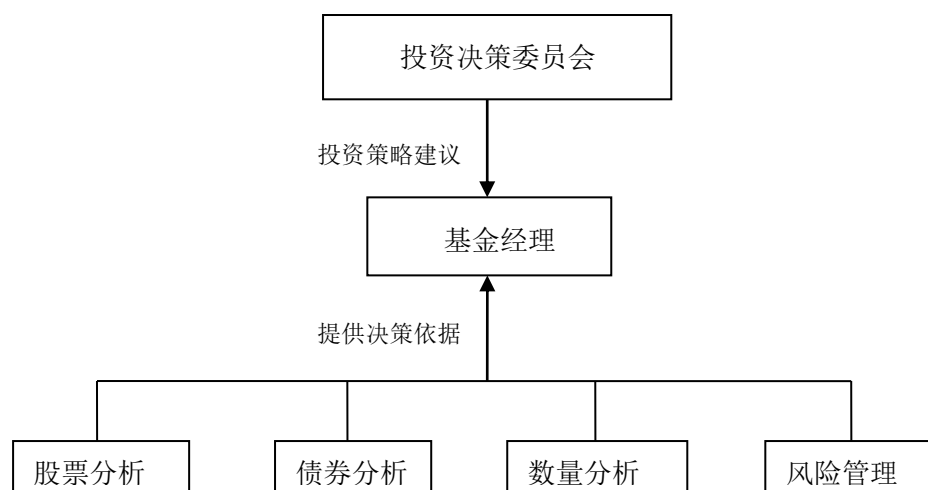 投资决策委员会
投资策略建议
基金经理
提供决策依据
股票分析
债券分析
数量分析
风险管理